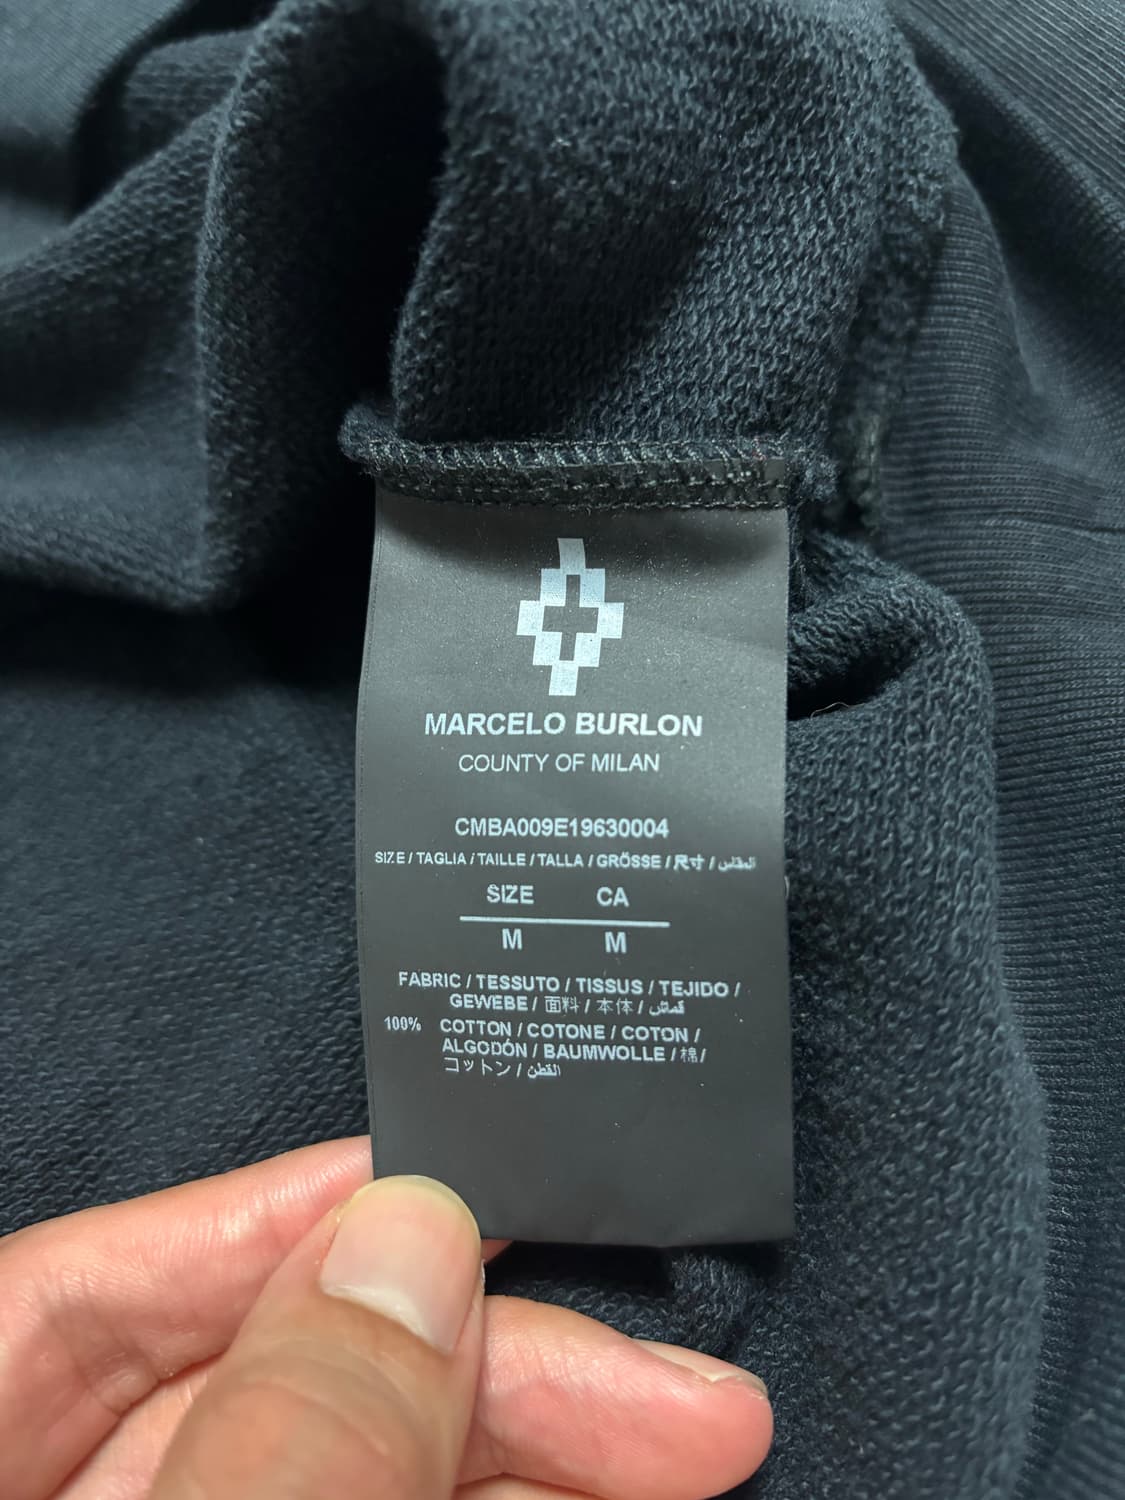 MARCELO BURLON
COUNTY OF MILAN
CMBA009E19630004
SIZE / TAGLIA / TAILLE / TALLA / GRÖSSE / 尺寸 / المقاس
SIZE CA
M M
FABRIC / TESSUTO / TISSUS / TEJIDO /
GEWEBE / 面料 / 本体 / قماش
100% COTTON / COTONE / COTON /
ALGODÓN / BAUMWOLLE / 棉 /
コットン / القطن